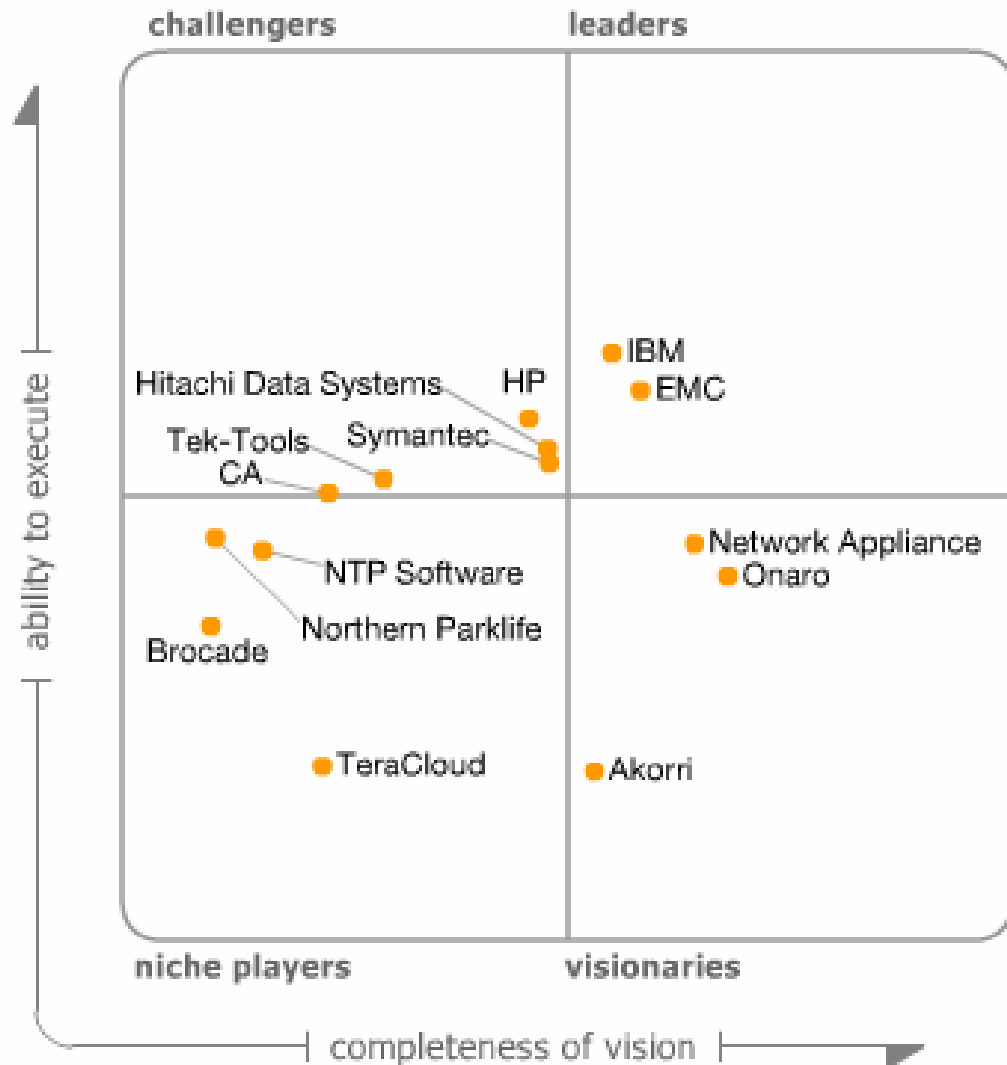 challengers
leaders
IBM
HP
Hitachi Data Systems
EMC
Symantec
Tek-Tools
CA
Network Appliance
NTP Software
Onaro
Northern Parklife
Brocade
TeraCloud
Akorri
niche players
visionaries
ability to execute
completeness of vision